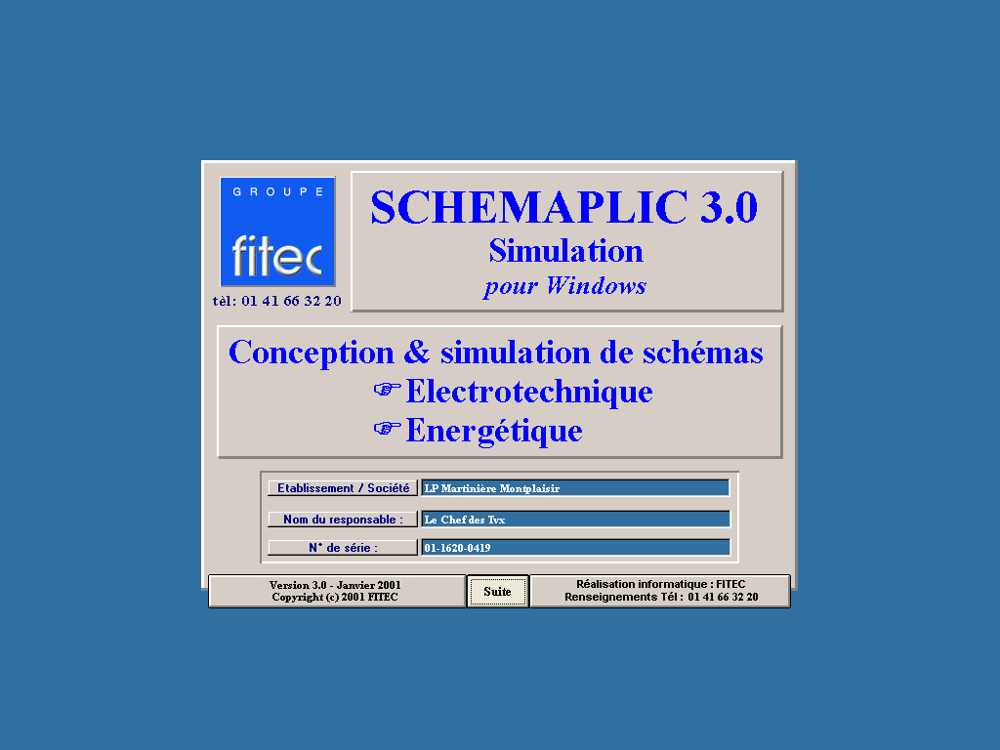 GROUPE
fitec
tèl: 01 41 66 32 20
SCHEMAPLIC 3.0
Simulation
pour Windows
Conception & simulation de schémas
☞Electrotechnique
☞Energétique
Etablissement / Société
LP Martinière Montplaisir
Nom du responsable :
Le Chef des Tvx
N° de série :
01-1620-0419
Version 3.0 - Janvier 2001
Copyright (c) 2001 FITEC
Suite
Réalisation informatique : FITEC
Renseignements Tél : 01 41 66 32 20